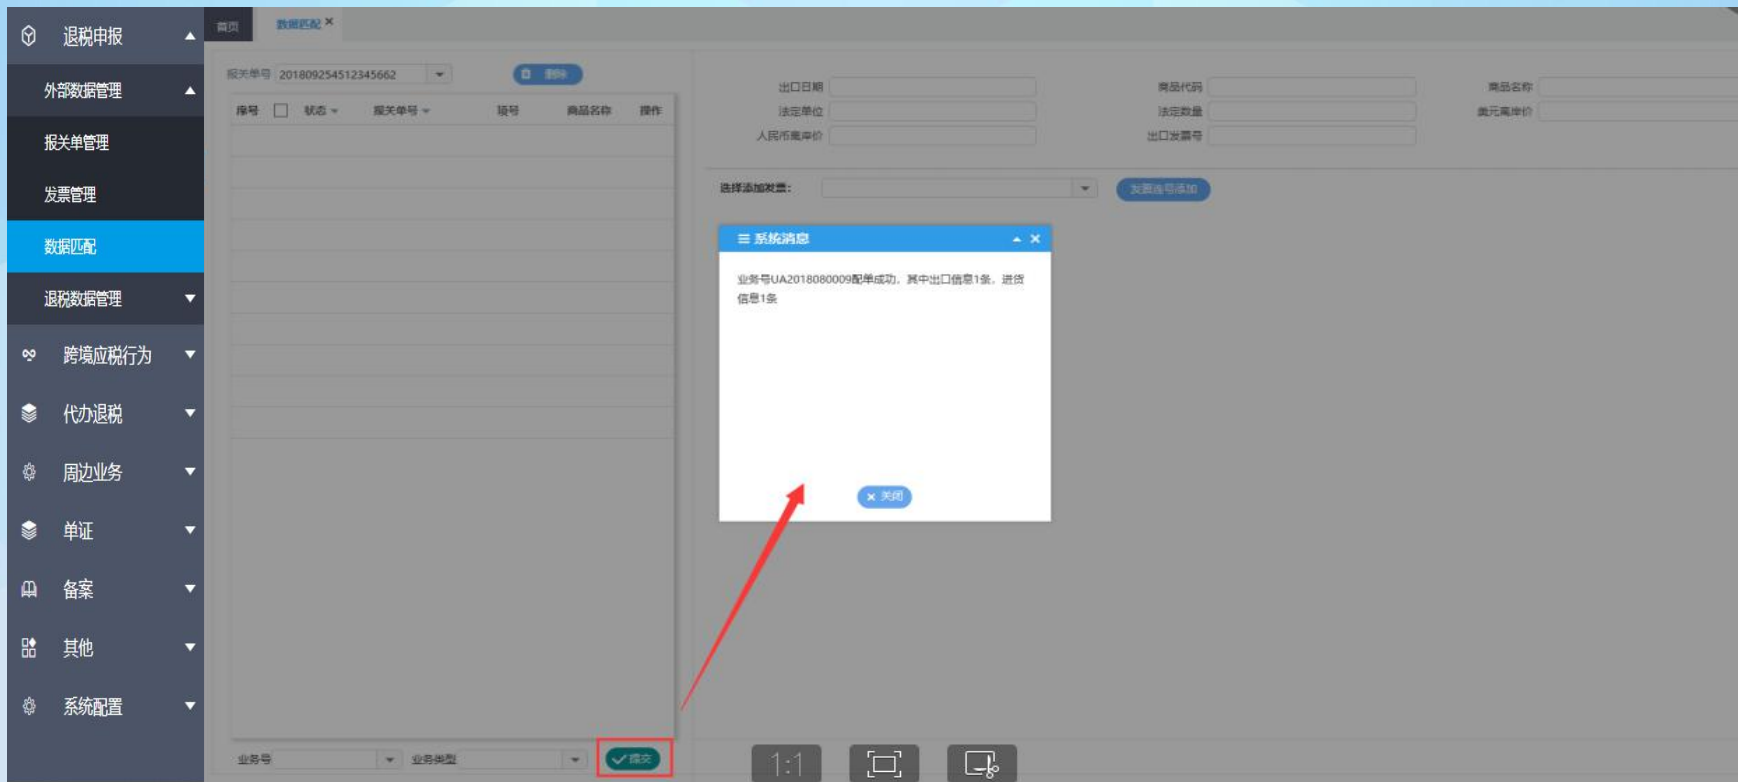 退税申报
外部数据管理
报关单管理
发票管理
数据匹配
退税数据管理
跨境应税行为
代办退税
周边业务
单证
备案
其他
系统配置
首页 数据匹配
报关单号 201809254512345662 删除
序号 状态 报关单号 项号 商品名称 操作
出口日期 商品代码 商品名称
法定单位 法定数量 美元离岸价
人民币离岸价 出口发票号
选择添加发票: 发票连号添加
系统消息
业务号UA2018080009配单成功，其中出口信息1条，进货
信息1条
关闭
业务号 业务类型 提交
1:1